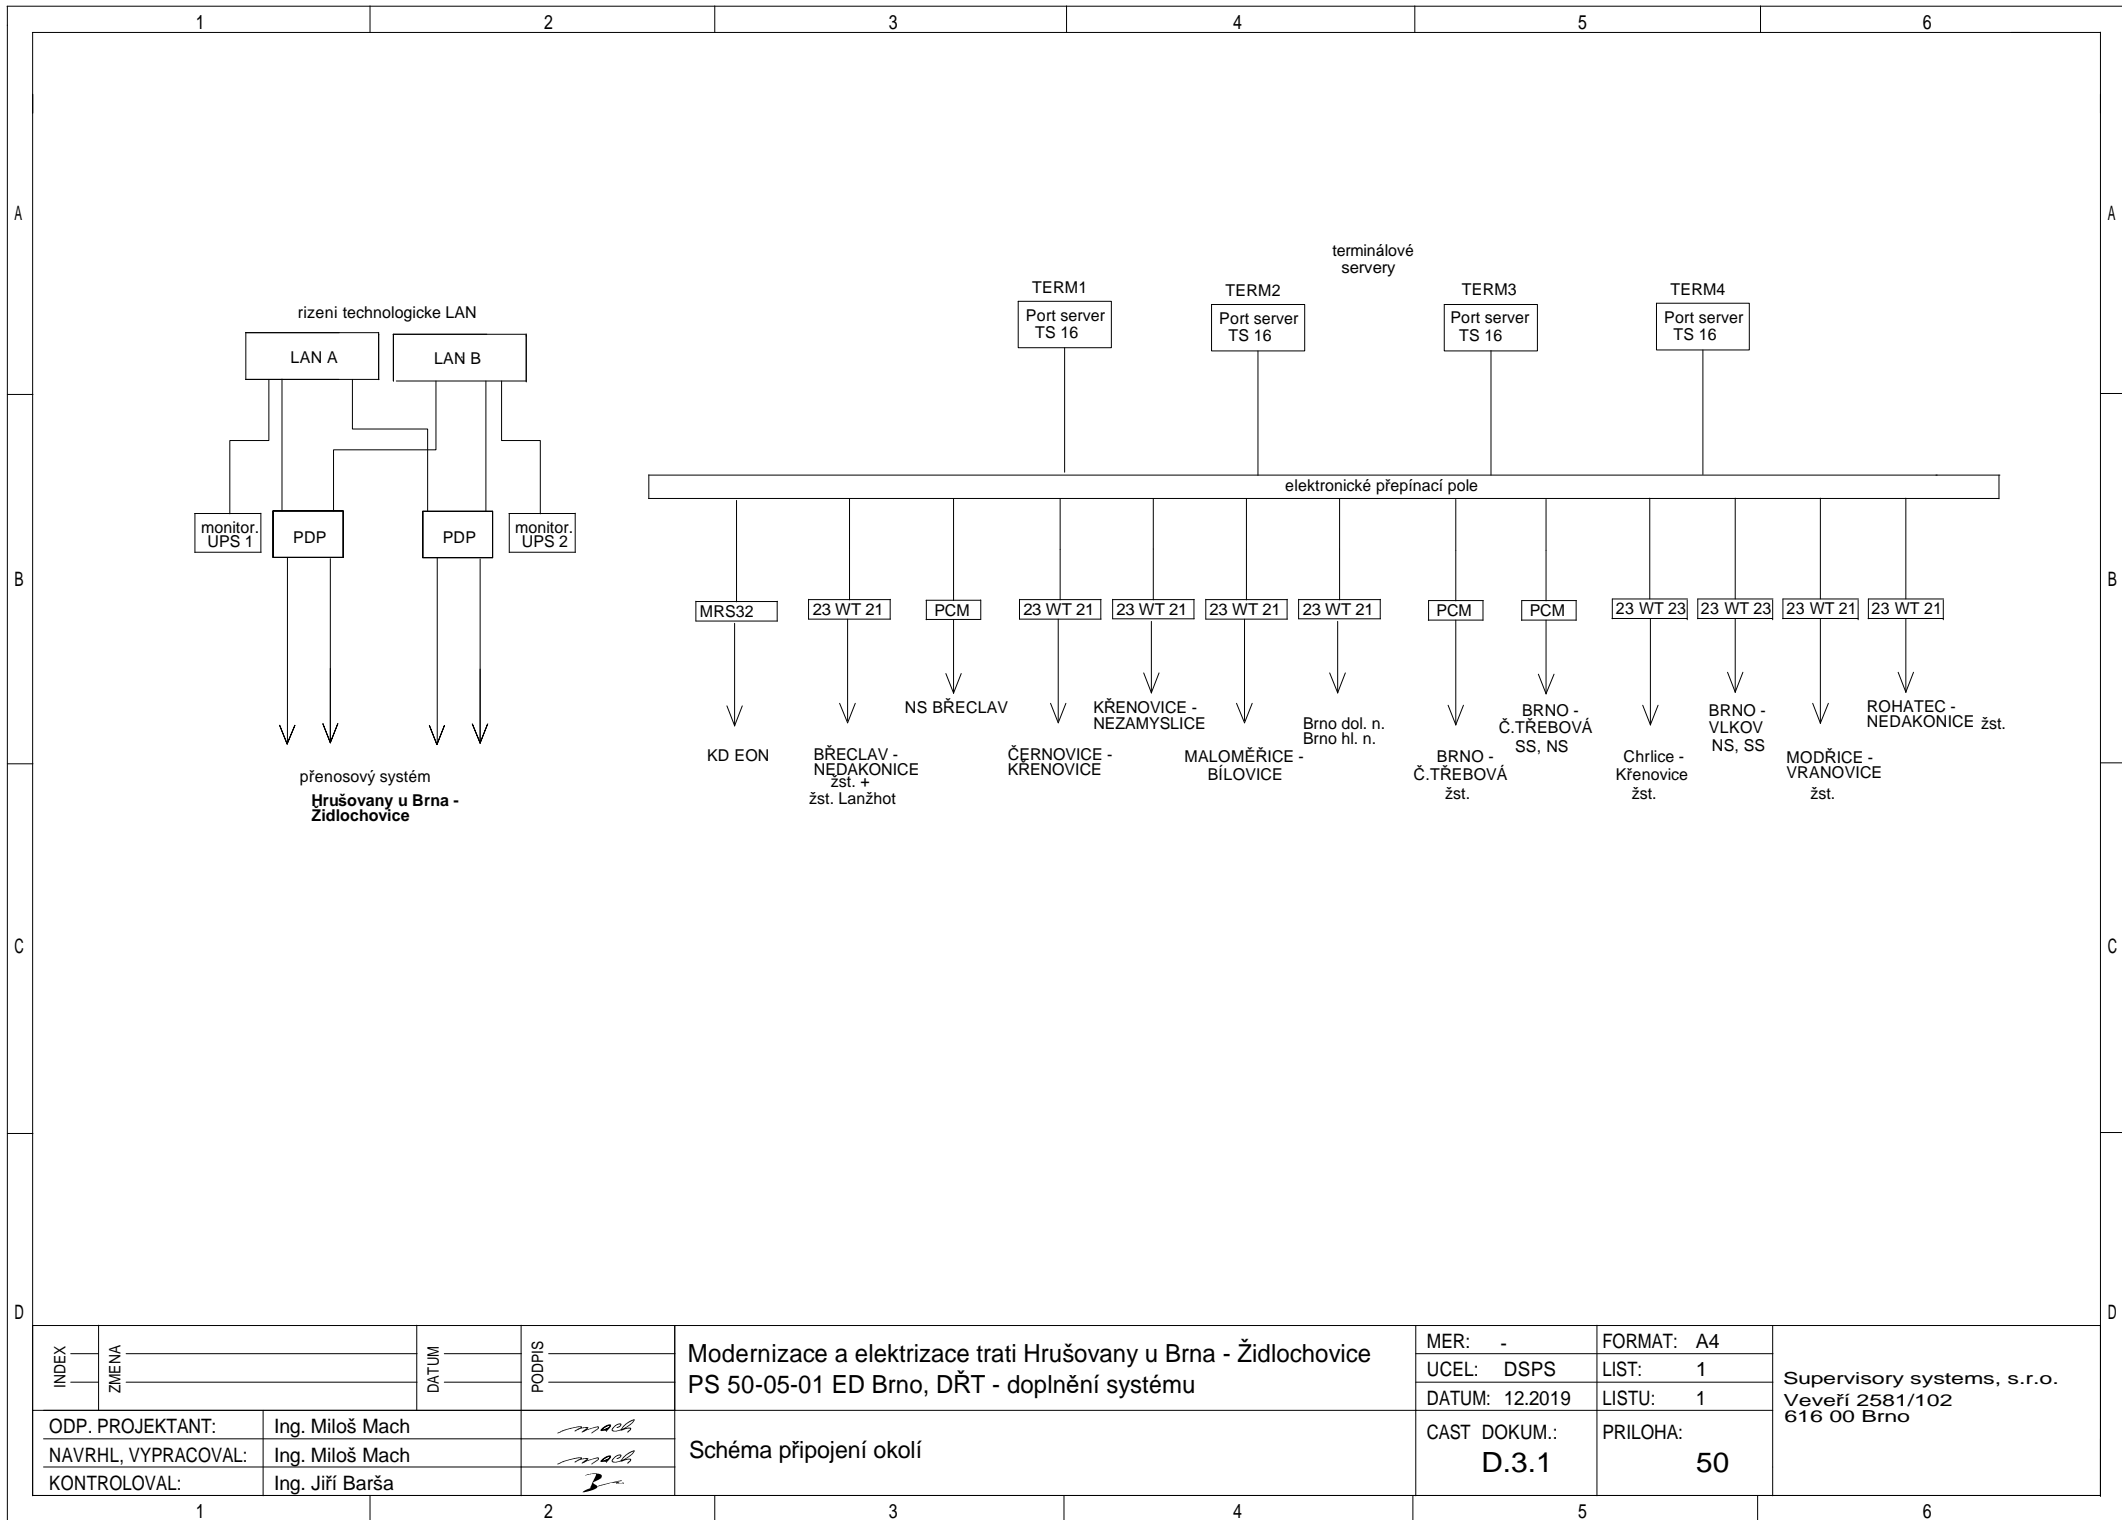 1 2 3 4 5 6
A A
B B
C C
D D
rizeni technologicke LAN
LAN A
LAN B
monitor.
UPS 1
PDP
PDP
monitor.
UPS 2
přenosový systém
Hrušovany u Brna -
Židlochovice
terminálové
servery
TERM1
Port server
TS 16
TERM2
Port server
TS 16
TERM3
Port server
TS 16
TERM4
Port server
TS 16
elektronické přepínací pole
MRS32
23 WT 21
PCM
23 WT 21
23 WT 21
23 WT 21
23 WT 21
PCM
PCM
23 WT 23
23 WT 23
23 WT 21
23 WT 21
KD EON
BŘECLAV -
NEDAKONICE
žst. +
žst. Lanžhot
NS BŘECLAV
ČERNOVICE -
KŘENOVICE
KŘENOVICE -
NEZAMYSLICE
MALOMĚŘICE -
BÍLOVICE
Brno dol. n.
Brno hl. n.
BRNO -
Č.TŘEBOVÁ
žst.
BRNO -
Č.TŘEBOVÁ
SS, NS
Chrlice -
Křenovice
žst.
BRNO -
VLKOV
NS, SS
MODŘICE -
VRANOVICE
žst.
ROHATEC -
NEDAKONICE žst.
INDEX
ZMENA
DATUM
PODPIS
ODP. PROJEKTANT: Ing. Miloš Mach mach
NAVRHL, VYPRACOVAL: Ing. Miloš Mach mach
KONTROLOVAL: Ing. Jiří Barša
Modernizace a elektrizace trati Hrušovany u Brna - Židlochovice
PS 50-05-01 ED Brno, DŘT - doplnění systému
Schéma připojení okolí
MER: - FORMAT: A4
UCEL: DSPS LIST: 1
DATUM: 12.2019 LISTU: 1
CAST DOKUM.: PRILOHA:
D.3.1 50
Supervisory systems, s.r.o.
Veveří 2581/102
616 00 Brno
1 2 3 4 5 6